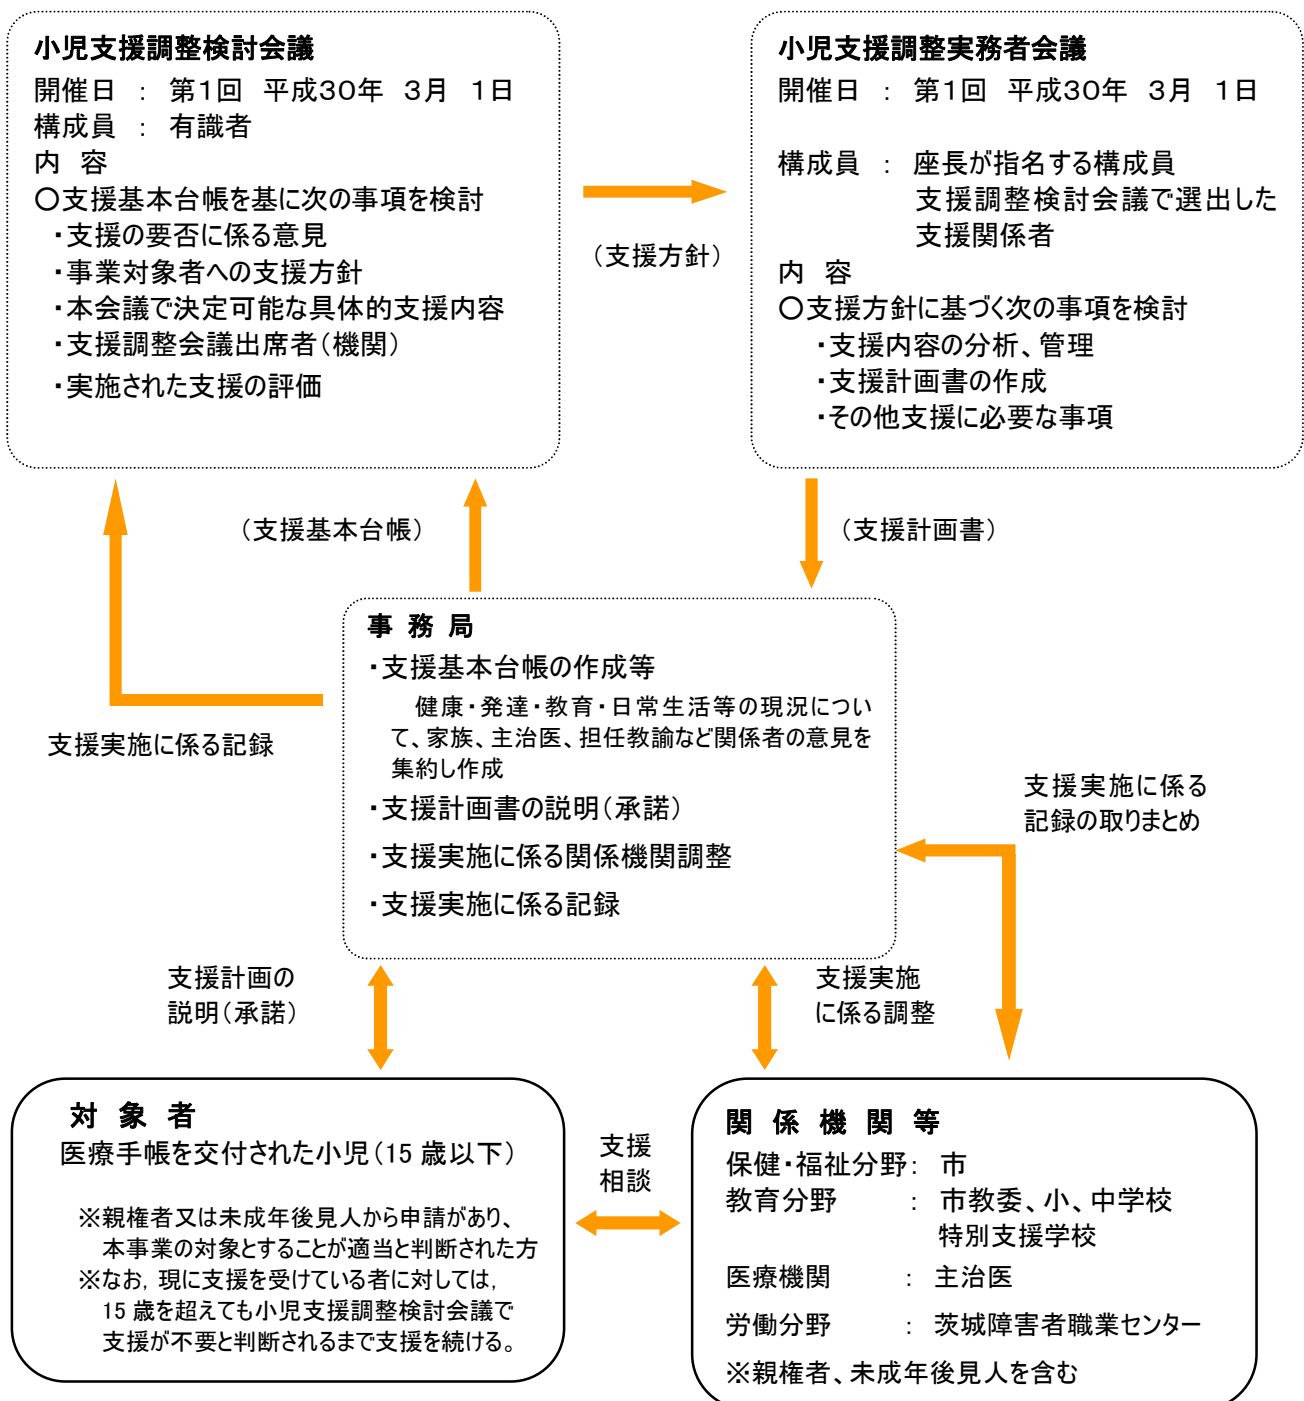 小児支援調整検討会議
開催日 ： 第１回 平成３０年 ３月 １日
構成員 ： 有識者
内 容
○支援基本台帳を基に次の事項を検討
・支援の要否に係る意見
・事業対象者への支援方針
・本会議で決定可能な具体的支援内容
・支援調整会議出席者（機関）
・実施された支援の評価
（支援方針）
小児支援調整実務者会議
開催日 ： 第１回 平成３０年 ３月 １日
構成員 ： 座長が指名する構成員
支援調整検討会議で選出した
支援関係者
内 容
○支援方針に基づく次の事項を検討
・支援内容の分析、管理
・支援計画書の作成
・その他支援に必要な事項
（支援基本台帳）
（支援計画書）
支援実施に係る記録
事 務 局
・支援基本台帳の作成等
健康・発達・教育・日常生活等の現況につい
て、家族、主治医、担任教諭など関係者の意見を
集約し作成
・支援計画書の説明（承諾）
・支援実施に係る関係機関調整
・支援実施に係る記録
支援実施に係る
記録の取りまとめ
支援計画の
説明（承諾）
支援実施
に係る調整
対 象 者
医療手帳を交付された小児（15 歳以下）
※親権者又は未成年後見人から申請があり、
本事業の対象とすることが適当と判断された方
※なお，現に支援を受けている者に対しては，
15 歳を超えても小児支援調整検討会議で
支援が不要と判断されるまで支援を続ける。
支援
相談
関 係 機 関 等
保健・福祉分野： 市
教育分野 ： 市教委、小、中学校
特別支援学校
医療機関 ： 主治医
労働分野 ： 茨城障害者職業センター
※親権者、未成年後見人を含む